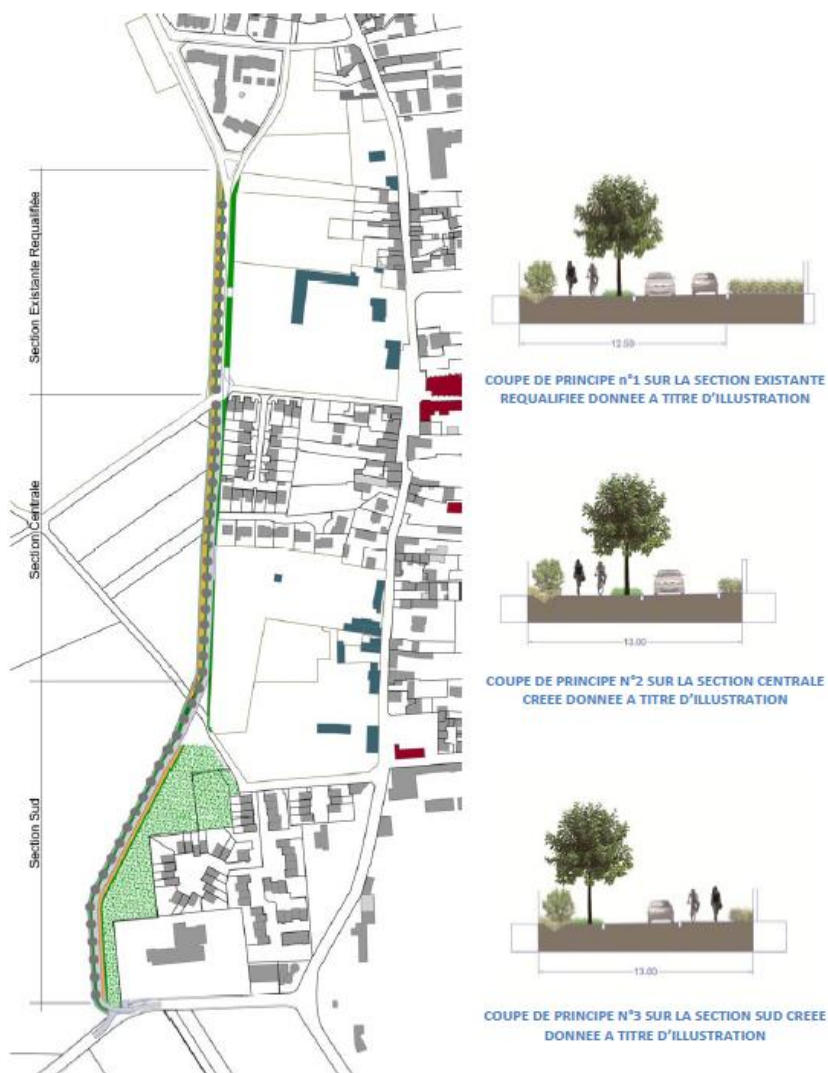 Section Existante Requalifiée
Section Centrale
Section Sud
12.50
COUPE DE PRINCIPE n°1 SUR LA SECTION EXISTANTE
REQUALIFIEE DONNEE A TITRE D'ILLUSTRATION
13.00
COUPE DE PRINCIPE N°2 SUR LA SECTION CENTRALE
CREEE DONNEE A TITRE D'ILLUSTRATION
13.00
COUPE DE PRINCIPE N°3 SUR LA SECTION SUD CREEE
DONNEE A TITRE D'ILLUSTRATION